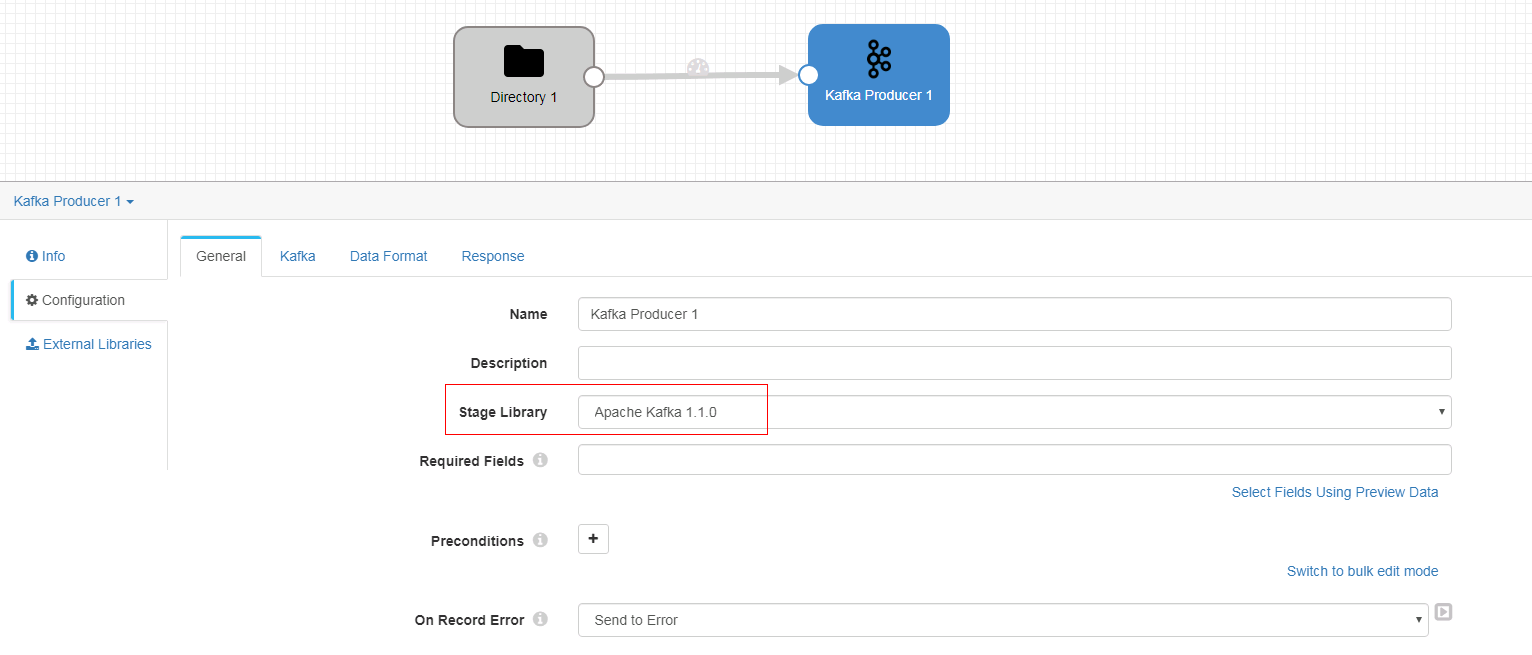 Directory 1
Kafka Producer 1
Kafka Producer 1
Info
Configuration
External Libraries
General Kafka Data Format Response
Name Kafka Producer 1
Description
Stage Library Apache Kafka 1.1.0
Required Fields
Select Fields Using Preview Data
Preconditions +
Switch to bulk edit mode
On Record Error Send to Error